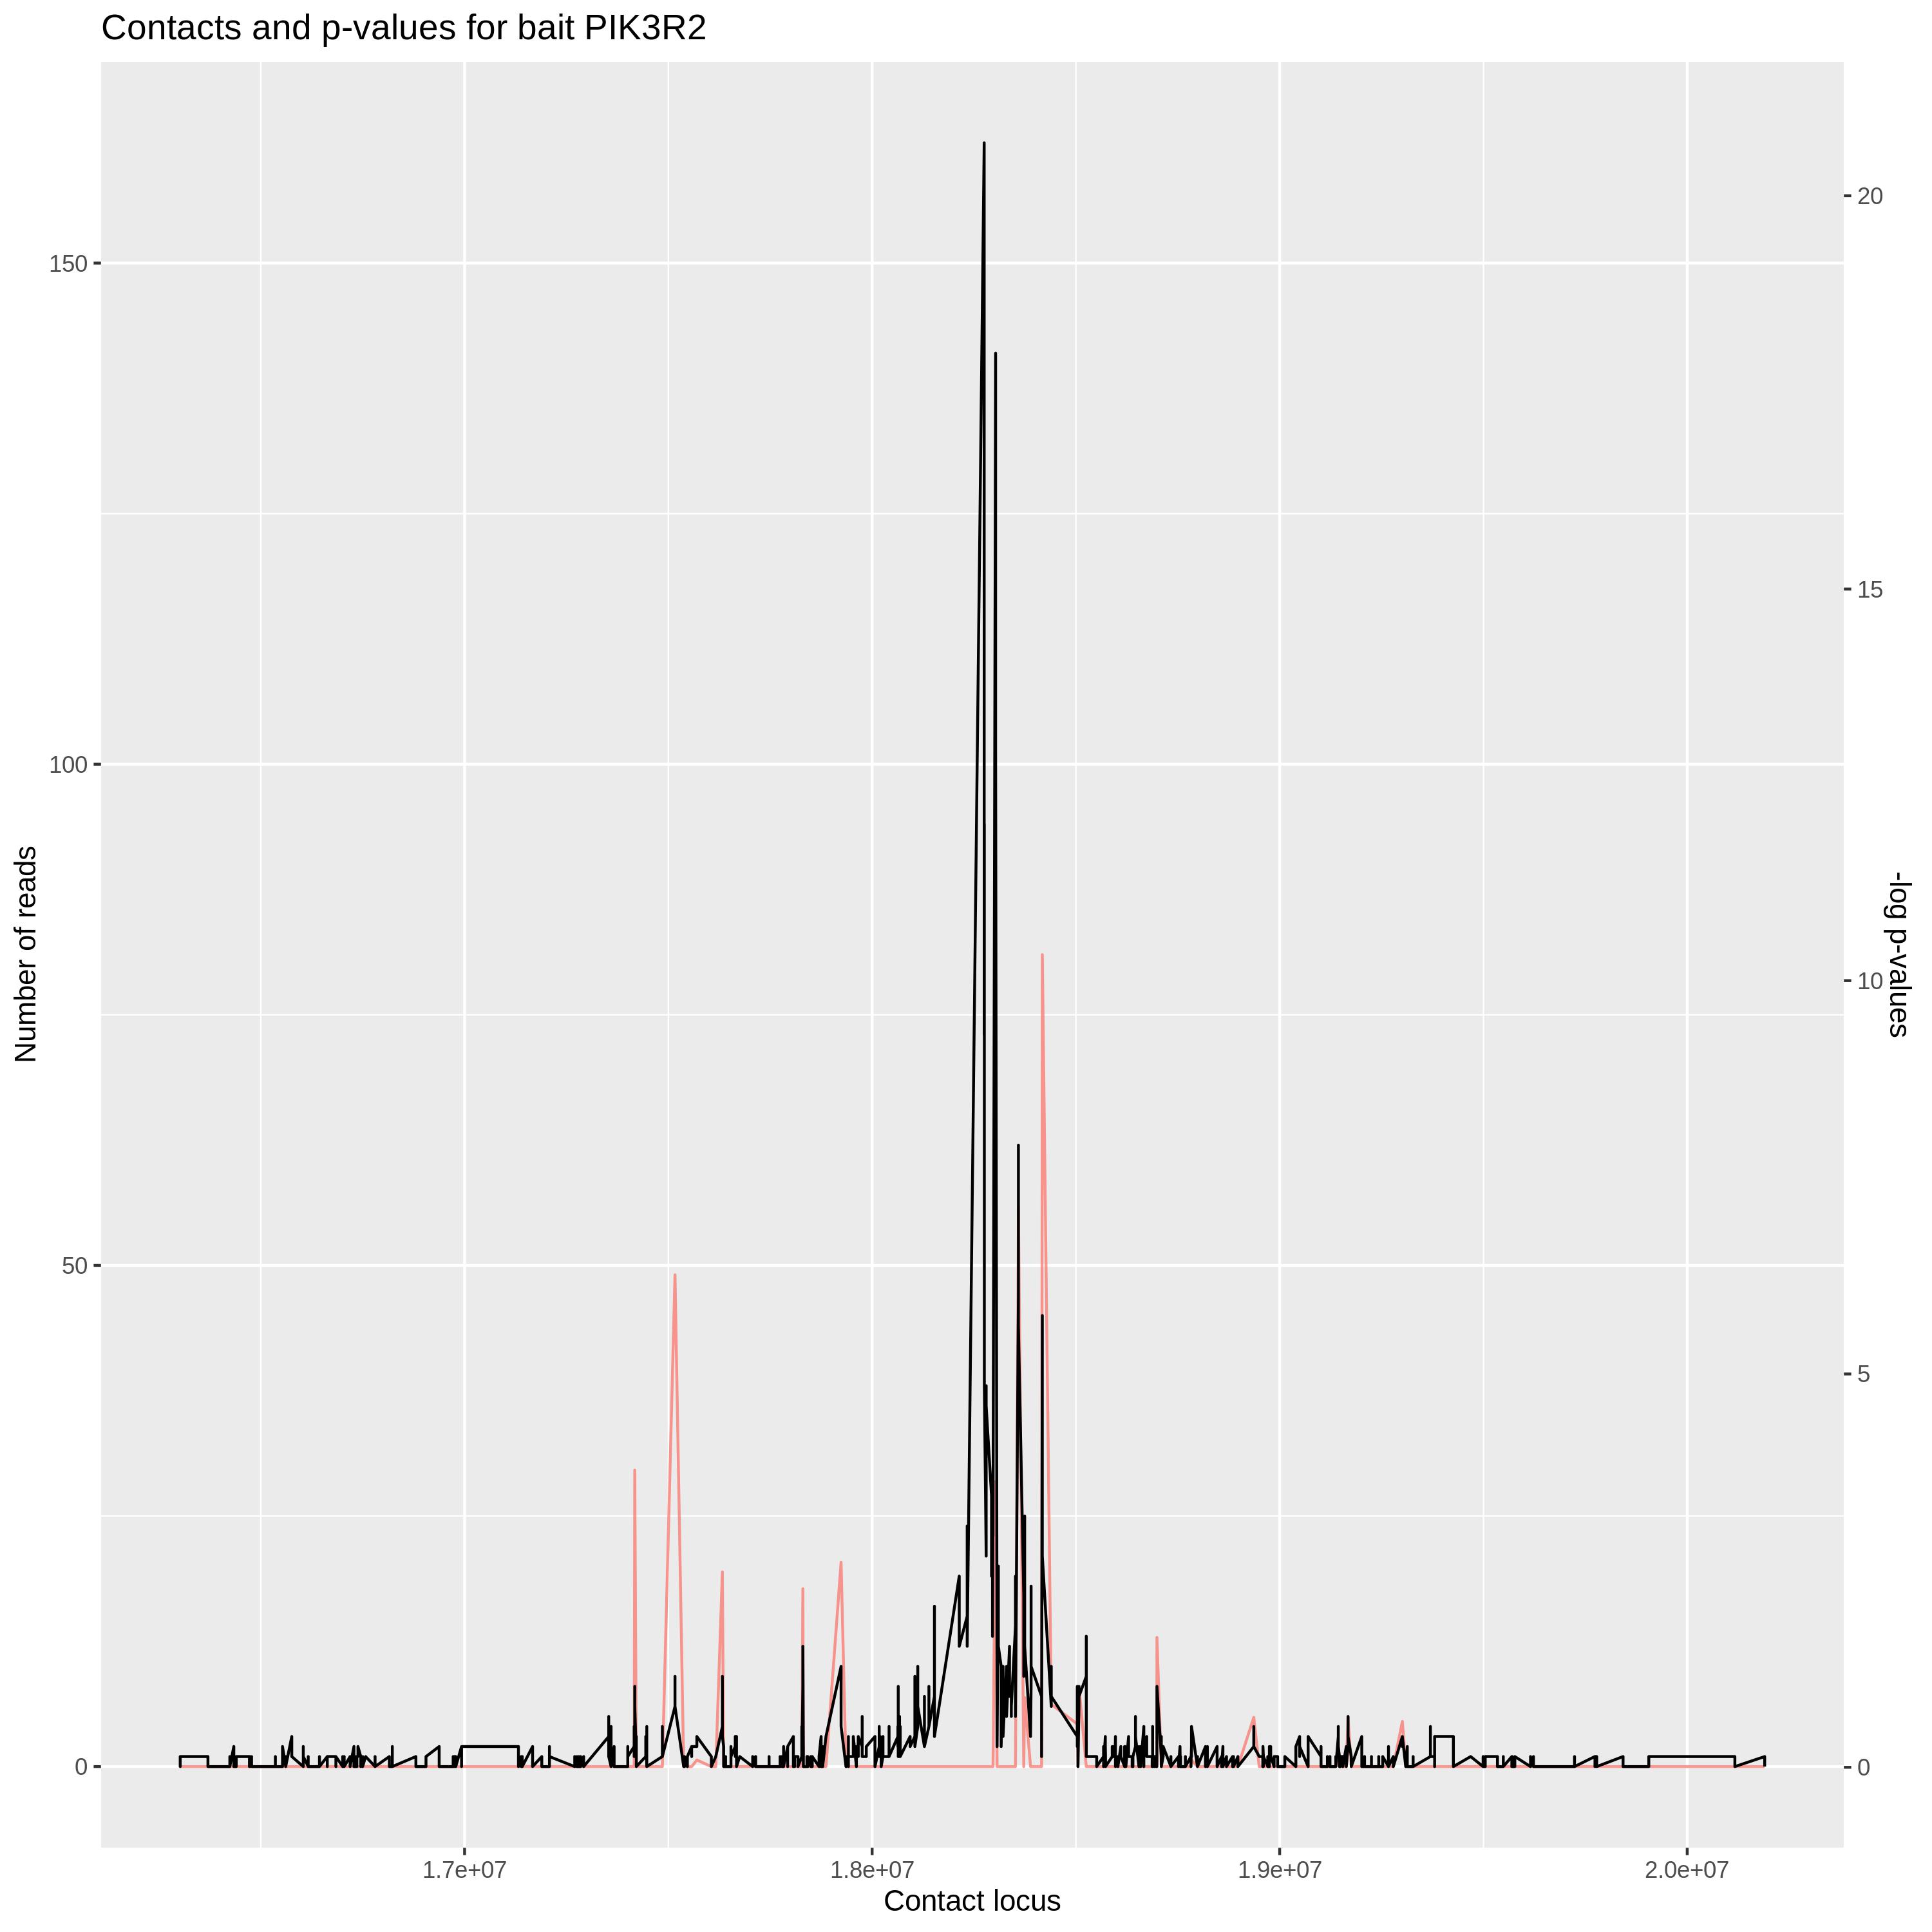 Contacts and p-values for bait PIK3R2
150
100
50
0
Number of reads
20
15
10
5
0
-log p-values
1.7e+07
1.8e+07
1.9e+07
2.0e+07
Contact locus